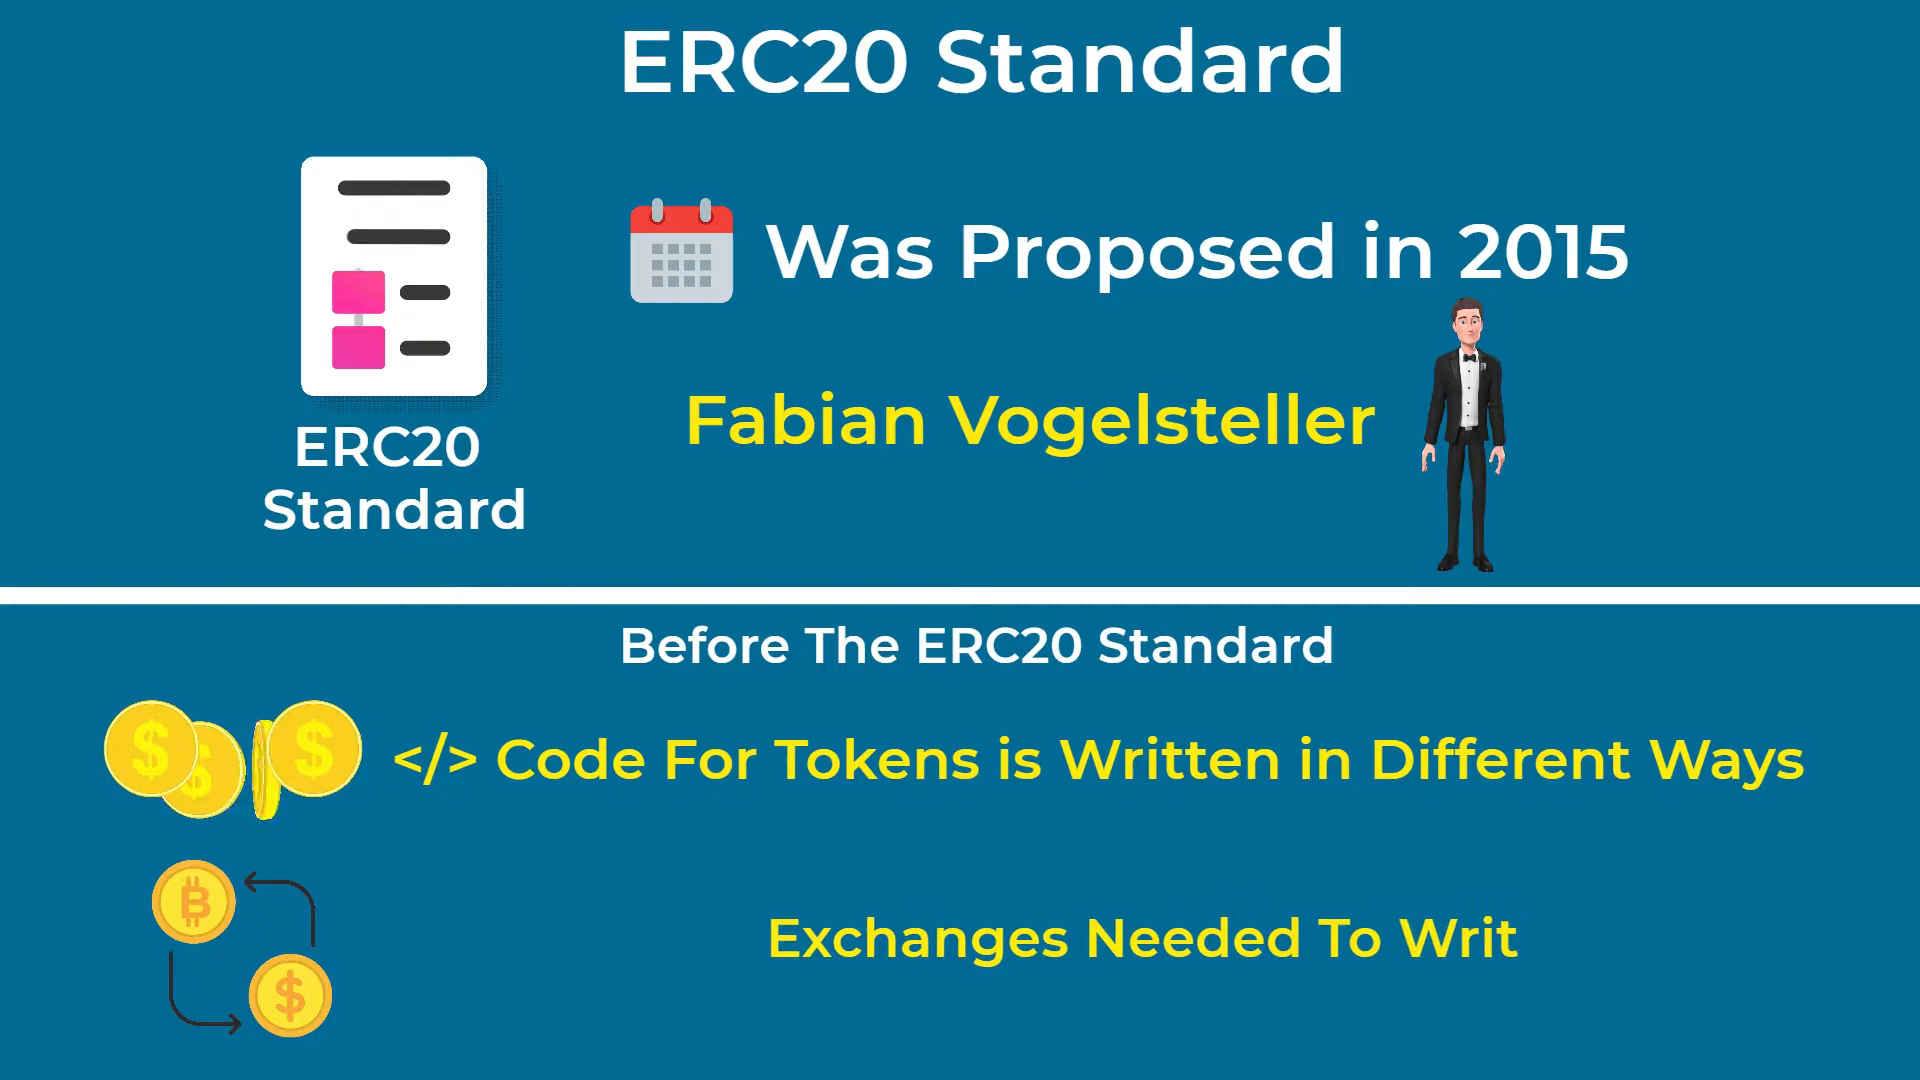 ERC20 Standard
Was Proposed in 2015
Fabian Vogelsteller
ERC20
Standard
Before The ERC20 Standard
</> Code For Tokens is Written in Different Ways
Exchanges Needed To Writ